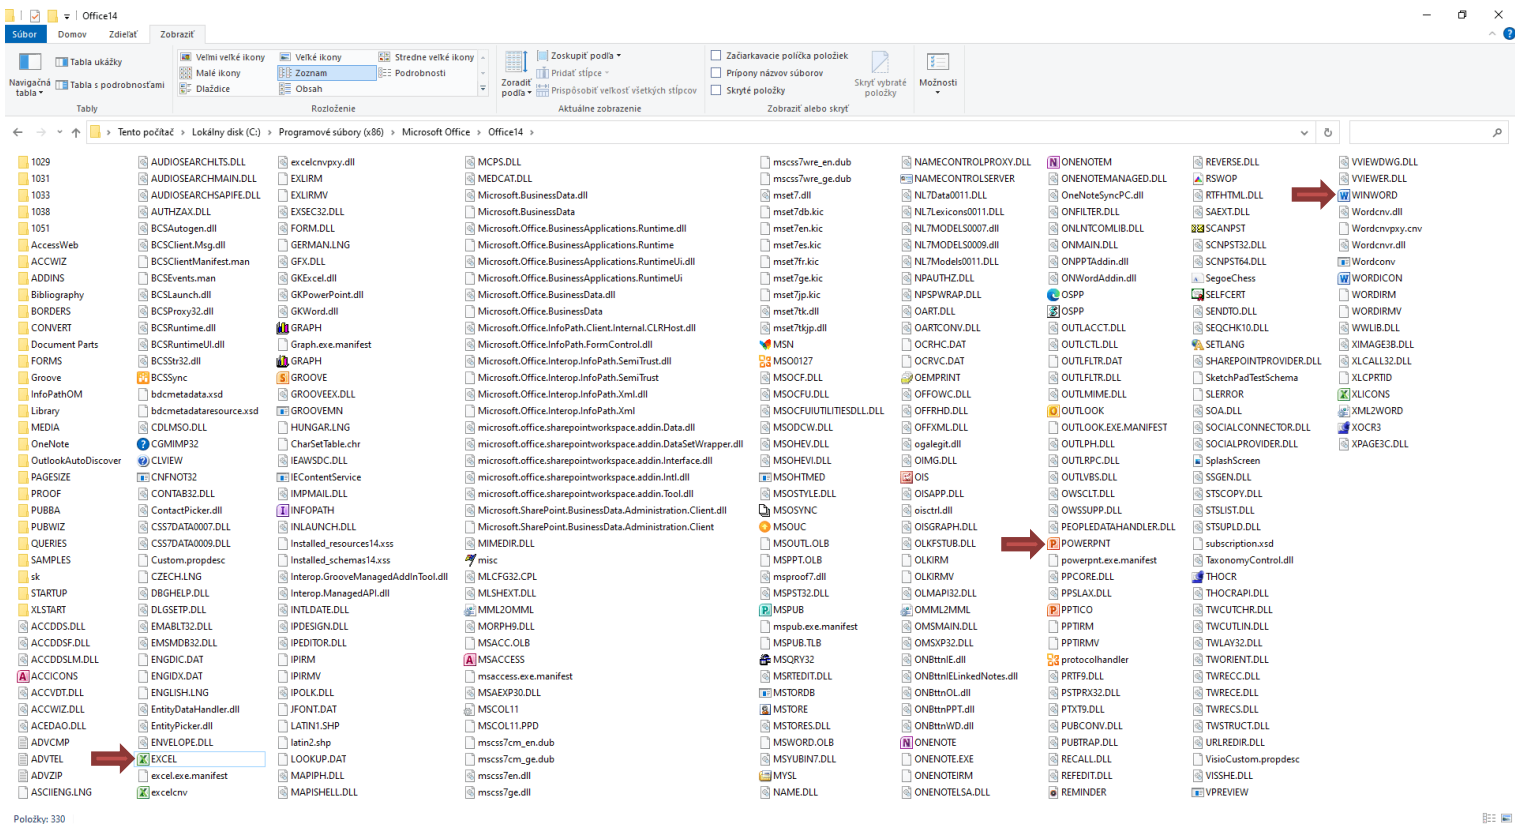 Office14
Súbor Domov Zdieľať Zobraziť
Navigačná tabla
Tabla ukážky
Tabla s podrobnosťami
Tably
Veľmi veľké ikony Veľké ikony Stredne veľké ikony
Malé ikony Zoznam Podrobnosti
Dlaždice Obsah
Rozloženie
Zoradiť podľa
Zoskupiť podľa
Pridať stĺpce
Prispôsobiť veľkosť všetkých stĺpcov
Aktuálne zobrazenie
Začiarkavacie políčka položiek
Prípony názvov súborov
Skryté položky
Skryť vybraté položky
Zobraziť alebo skryť
Možnosti
Tento počítač > Lokálny disk (C:) > Programové súbory (x86) > Microsoft Office > Office14 >
1029
1031
1033
1038
1051
AccessWeb
ACCWIZ
ADDINS
Bibliography
BORDERS
CONVERT
Document Parts
FORMS
Groove
InfoPathOM
Library
MEDIA
OneNote
OutlookAutoDiscover
PAGESIZE
PROOF
PUBBA
PUBWIZ
QUERIES
SAMPLES
sk
STARTUP
XLSTART
ACCDDS.DLL
ACCDDSF.DLL
ACCDDSLM.DLL
ACCICONS
ACCVDT.DLL
ACCWIZ.DLL
ACEDAO.DLL
ADVCMP
ADVTEL
ADVZIP
ASCIIENG.LNG
AUDIOSEARCHLTS.DLL
AUDIOSEARCHMAIN.DLL
AUDIOSEARCHSAPIFE.DLL
AUTHZAX.DLL
BCSAutogen.dll
BCSClient.Msg.dll
BCSClientManifest.man
BCSEvents.man
BCSLaunch.dll
BCSProxy32.dll
BCSRuntime.dll
BCSRuntimeUI.dll
BCSStr32.dll
BCSSync
bdcmetadata.xsd
bdcmetadataresource.xsd
CDLMSO.DLL
CGMIMP32
CLVIEW
CNFNOT32
CONTAB32.DLL
ContactPicker.dll
CSS7DATA0007.DLL
CSS7DATA0009.DLL
Custom.propdesc
CZECH.LNG
DBGHELP.DLL
DLGSETP.DLL
EMABLT32.DLL
EMSMDB32.DLL
ENGDIC.DAT
ENGIDX.DAT
ENGLISH.LNG
EntityDataHandler.dll
EntityPicker.dll
ENVELOPE.DLL
EXCEL
excel.exe.manifest
excelcnv
excelcnvpxy.dll
EXLIRM
EXLIRMV
EXSEC32.DLL
FORM.DLL
GERMAN.LNG
GFX.DLL
GKExcel.dll
GKPowerPoint.dll
GKWord.dll
GRAPH
Graph.exe.manifest
GRAPH
GROOVE
GROOVEEX.DLL
GROOVEMN
HUNGAR.LNG
CharSetTable.chr
IEAWSDC.DLL
IEContentService
IMPMAIL.DLL
INFOPATH
INLAUNCH.DLL
Installed_resources14.xss
Installed_schemas14.xss
Interop.GrooveManagedAddInTool.dll
Interop.ManagedAPI.dll
INTLDATE.DLL
IPDESIGN.DLL
IPEDITOR.DLL
IPIRM
IPIRMV
IPOLK.DLL
JFONT.DAT
LATIN1.SHP
latin2.shp
LOOKUP.DAT
MAPIPH.DLL
MAPISHELL.DLL
MCPS.DLL
MEDCAT.DLL
Microsoft.BusinessData.dll
Microsoft.BusinessData
Microsoft.Office.BusinessApplications.Runtime.dll
Microsoft.Office.BusinessApplications.Runtime
Microsoft.Office.BusinessApplications.RuntimeUi.dll
Microsoft.Office.BusinessApplications.RuntimeUi
Microsoft.Office.BusinessData.dll
Microsoft.Office.BusinessData
Microsoft.Office.InfoPath.Client.Internal.CLRHost.dll
Microsoft.Office.InfoPath.FormControl.dll
Microsoft.Office.Interop.InfoPath.SemiTrust.dll
Microsoft.Office.Interop.InfoPath.SemiTrust
Microsoft.Office.Interop.InfoPath.Xml.dll
Microsoft.Office.Interop.InfoPath.Xml
microsoft.office.sharepointworkspace.addin.Data.dll
microsoft.office.sharepointworkspace.addin.DataSetWrapper.dll
microsoft.office.sharepointworkspace.addin.Interface.dll
microsoft.office.sharepointworkspace.addin.Intl.dll
microsoft.office.sharepointworkspace.addin.Tool.dll
Microsoft.SharePoint.BusinessData.Administration.Client.dll
Microsoft.SharePoint.BusinessData.Administration.Client
MIMEDIR.DLL
misc
MLCFG32.CPL
MLSHEXT.DLL
MML2OMML
MORPH9.DLL
MSACC.OLB
MSACCESS
msaccess.exe.manifest
MSAEXP30.DLL
MSCOL11
MSCOL11.PPD
mscss7cm_en.dub
mscss7cm_ge.dub
mscss7en.dll
mscss7ge.dll
mscss7wre_en.dub
mscss7wre_ge.dub
mset7.dll
mset7db.kic
mset7en.kic
mset7es.kic
mset7fr.kic
mset7ge.kic
mset7jp.kic
mset7tk.dll
mset7tkjp.dll
MSN
MSO0127
MSOCF.DLL
MSOCFU.DLL
MSOCFUIUTILITIESDLL.DLL
MSODCW.DLL
MSOHEV.DLL
MSOHEVI.DLL
MSOHTMED
MSOSTYLE.DLL
MSOSYNC
MSOUC
MSOUTL.OLB
MSPPT.OLB
msproof7.dll
MSPST32.DLL
MSPUB
mspub.exe.manifest
MSPUB.TLB
MSQRY32
MSRTEDIT.DLL
MSTORDB
MSTORE
MSTORES.DLL
MSWORD.OLB
MSYUBIN7.DLL
MYSL
NAME.DLL
NAMECONTROLPROXY.DLL
NAMECONTROLSERVER
NL7Data0011.DLL
NL7Lexicons0011.DLL
NL7MODELS0007.dll
NL7MODELS0009.dll
NL7Models0011.DLL
NPAUTHZ.DLL
NPSPWRAP.DLL
OART.DLL
OARTCONV.DLL
OCRHC.DAT
OCRVC.DAT
OEMPRINT
OFFOWC.DLL
OFFRHD.DLL
OFFXML.DLL
ogalegit.dll
OIMG.DLL
OIS
OISAPP.DLL
oisctrl.dll
OISGRAPH.DLL
OLKFSTUB.DLL
OLKIRM
OLKIRMV
OLMAPI32.DLL
OMML2MML
OMSMAIN.DLL
OMSXP32.DLL
ONBttnIE.dll
ONBttnIELinkedNotes.dll
ONBttnOL.dll
ONBttnPPT.dll
ONBttnWD.dll
ONENOTE
ONENOTE.EXE
ONENOTEIRM
ONENOTELSA.DLL
ONENOTEM
ONENOTEMANAGED.DLL
OneNoteSyncPC.dll
ONFILTER.DLL
ONLNTCOMLIB.DLL
ONMAIN.DLL
ONPPTAddin.dll
ONWordAddin.dll
OSPP
OSPP
OUTLACCT.DLL
OUTLCTL.DLL
OUTLFLTR.DAT
OUTLFLTR.DLL
OUTLMIME.DLL
OUTLOOK
OUTLOOK.EXE.MANIFEST
OUTLPH.DLL
OUTLRPC.DLL
OUTLVBS.DLL
OWSCLT.DLL
OWSSUPP.DLL
PEOPLEDATAHANDLER.DLL
POWERPNT
powerpnt.exe.manifest
PPCORE.DLL
PPSLAX.DLL
PPTICO
PPTIRM
PPTIRMV
protocolhandler
PRTF9.DLL
PSTPRX32.DLL
PTXT9.DLL
PUBCONV.DLL
PUBTRAP.DLL
RECALL.DLL
REFEDIT.DLL
REMINDER
REVERSE.DLL
RSWOP
RTFHTML.DLL
SAEXT.DLL
SCANPST
SCNPST32.DLL
SCNPST64.DLL
SegoeChess
SELFCERT
SENDTO.DLL
SEQCHK10.DLL
SETLANG
SHAREPOINTPROVIDER.DLL
SketchPadTestSchema
SLERROR
SOA.DLL
SOCIALCONNECTOR.DLL
SOCIALPROVIDER.DLL
SplashScreen
SSGEN.DLL
STSCOPY.DLL
STSLIST.DLL
STSUPLD.DLL
subscription.xsd
TaxonomyControl.dll
THOCR
THOCRAPI.DLL
TWCUTCHR.DLL
TWCUTLIN.DLL
TWLAY32.DLL
TWORIENT.DLL
TWRECC.DLL
TWRECE.DLL
TWRECS.DLL
TWSTRUCT.DLL
URLREDIR.DLL
VisioCustom.propdesc
VISSHE.DLL
VPREVIEW
VVIEWDWG.DLL
VVIEWER.DLL
WINWORD
Wordcnv.dll
Wordcnvpxy.cnv
Wordcnvr.dll
Wordconv
WORDICON
WORDIRM
WORDIRMV
WWLIB.DLL
XIMAGE3B.DLL
XLCALL32.DLL
XLCPRTID
XLICONS
XML2WORD
XOCR3
XPAGE3C.DLL
Položky: 330